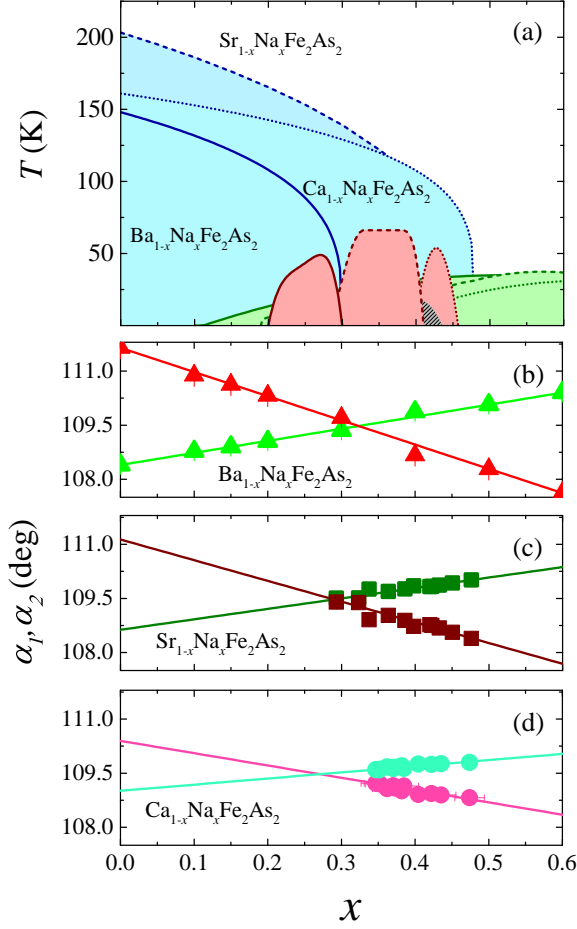 (a)
200
Sr1-xNaxFe2As2
150
T (K)
100
Ca1-xNaxFe2As2
Ba1-xNaxFe2As2
50
(b)
111.0
109.5
108.0
Ba1-xNaxFe2As2
(c)
111.0
109.5
108.0
Sr1-xNaxFe2As2
α1, α2 (deg)
(d)
111.0
109.5
108.0
Ca1-xNaxFe2As2
0.0 0.1 0.2 0.3 0.4 0.5 0.6
x